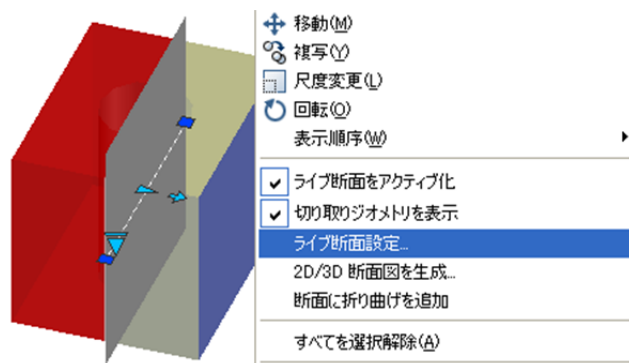 移動(M)
複写(Y)
尺度変更(L)
回転(O)
表示順序(W)
ライブ断面をアクティブ化
切り取りジオメトリを表示
ライブ断面設定...
2D/3D 断面図を生成...
断面に折り曲げを追加
すべてを選択解除(A)